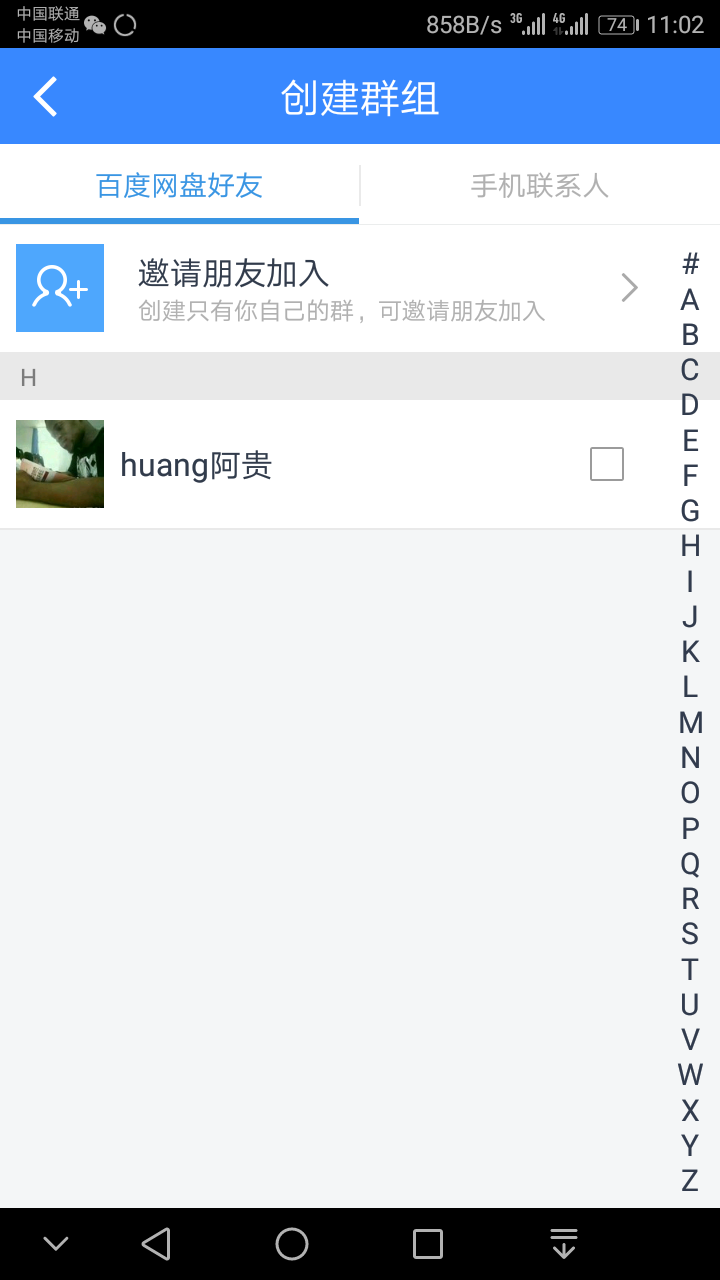 中国联通
中国移动
858B/s 3G 4G 74 11:02
创建群组
百度网盘好友
手机联系人
邀请朋友加入
创建只有你自己的群，可邀请朋友加入
H
huang阿贵
#
A
B
C
D
E
F
G
H
I
J
K
L
M
N
O
P
Q
R
S
T
U
V
W
X
Y
Z